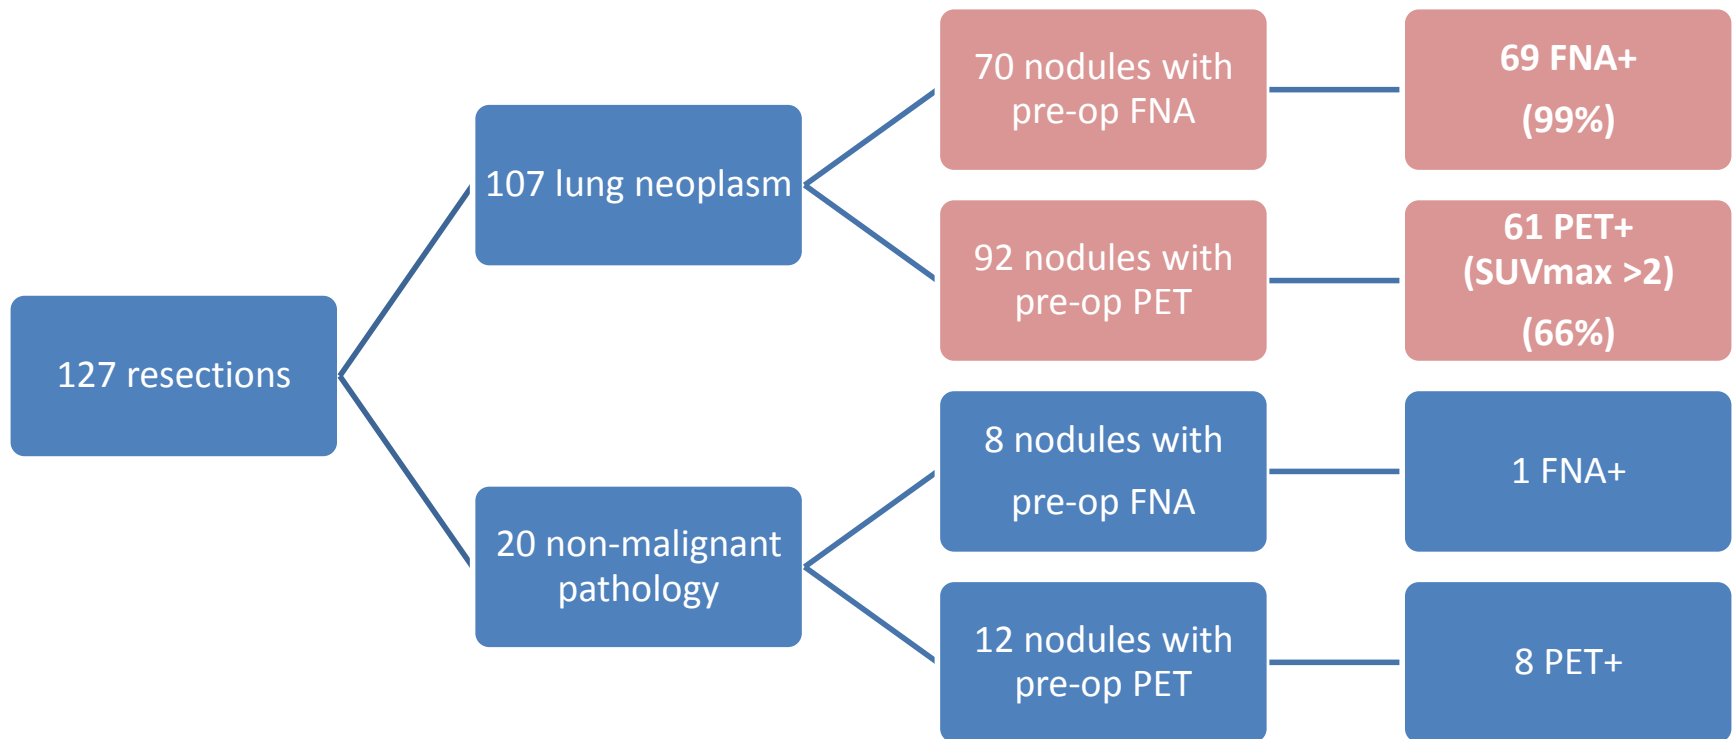 127 resections
107 lung neoplasm
20 non-malignant
pathology
70 nodules with
pre-op FNA
92 nodules with
pre-op PET
8 nodules with
pre-op FNA
12 nodules with
pre-op PET
69 FNA+
(99%)
61 PET+
(SUVmax >2)
(66%)
1 FNA+
8 PET+